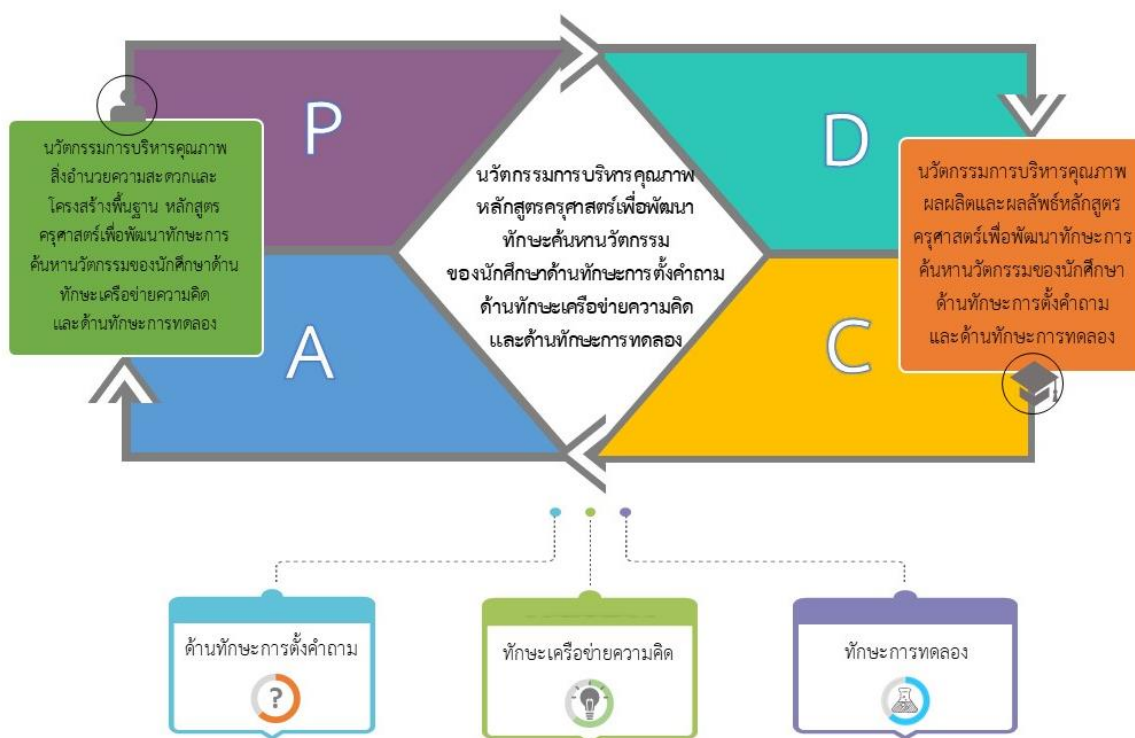 P
D
นวัตกรรมการบริหารคุณภาพ
สิ่งอำนวยความสะดวกและ
โครงสร้างพื้นฐาน หลักสูตร
ครุศาสตร์เพื่อพัฒนาทักษะการ
ค้นหานวัตกรรมของนักศึกษาด้าน
ทักษะเครือข่ายความคิด
และด้านทักษะการทดลอง
นวัตกรรมการบริหารคุณภาพ
หลักสูตรครุศาสตร์เพื่อพัฒนา
ทักษะค้นหานวัตกรรม
ของนักศึกษาด้านทักษะการตั้งคำถาม
ด้านทักษะเครือข่ายความคิด
และด้านทักษะการทดลอง
นวัตกรรมการบริหารคุณภาพ
ผลผลิตและผลลัพธ์หลักสูตร
ครุศาสตร์เพื่อพัฒนาทักษะการ
ค้นหานวัตกรรมของนักศึกษา
ด้านทักษะการตั้งคำถาม
และด้านทักษะการทดลอง
A
C
ด้านทักษะการตั้งคำถาม
?
ทักษะเครือข่ายความคิด
ทักษะการทดลอง